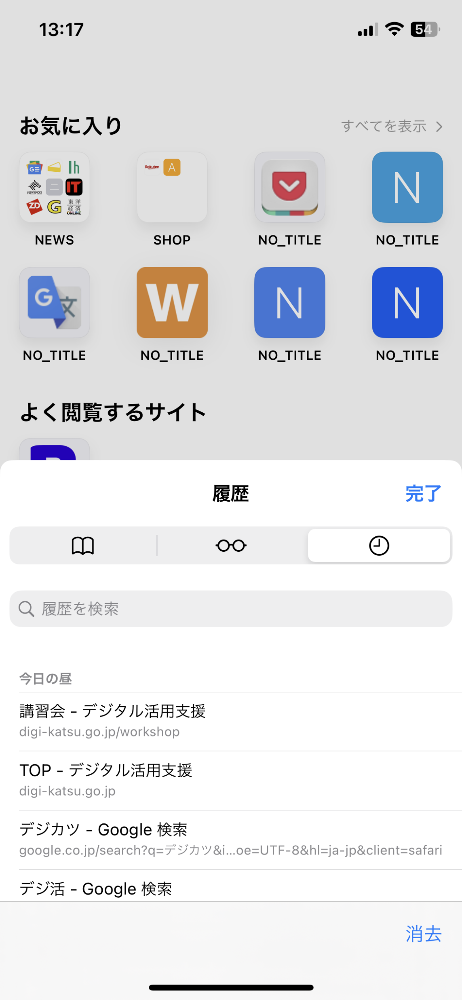 13:17
54
お気に入り
すべてを表示
NEWS
SHOP
NO_TITLE
NO_TITLE
NO_TITLE
NO_TITLE
NO_TITLE
NO_TITLE
よく閲覧するサイト
履歴
完了
履歴を検索
今日の昼
講習会 - デジタル活用支援
digi-katsu.go.jp/workshop
TOP - デジタル活用支援
digi-katsu.go.jp
デジカツ - Google 検索
google.co.jp/search?q=デジカツ&i...oe=UTF-8&hl=ja-jp&client=safari
デジ活 - Google 検索
消去